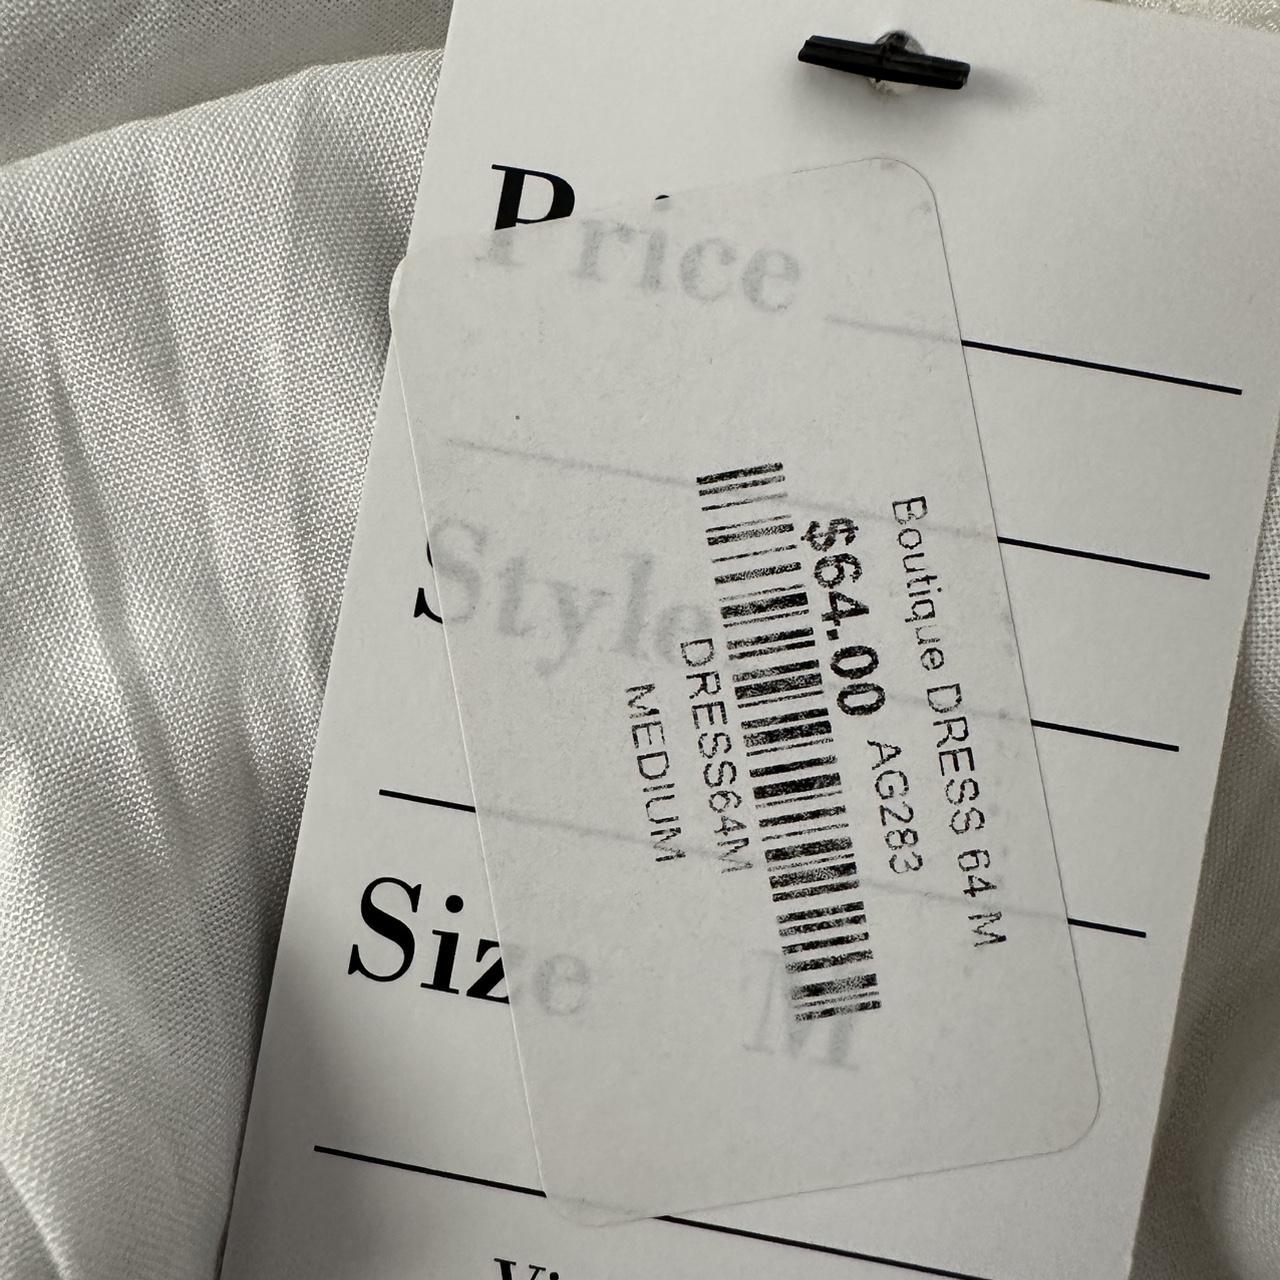 Price
Style
Size M
Boutique DRESS 64 M
$64.00 AG283
DRESS64M
MEDIUM